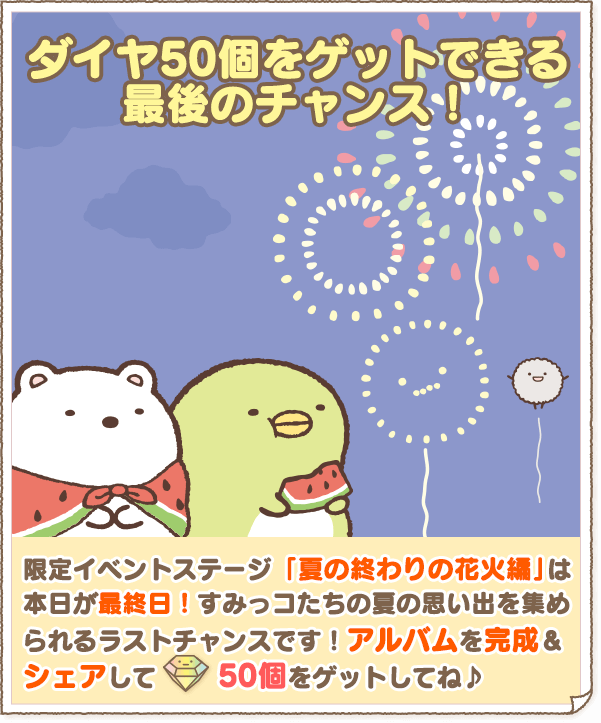 ダイヤ50個をゲットできる
最後のチャンス！
限定イベントステージ「夏の終わりの花火編」は
本日が最終日！すみっコたちの夏の思い出を集め
られるラストチャンスです！アルバムを完成&
シェアして 50個をゲットしてね♪